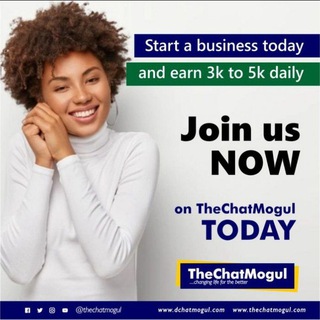 Start a business today
and earn 3k to 5k daily
Join us
NOW
on TheChatMogul
TODAY
TheChatMogul
...changing life for the better
@thechatmogul
www.dchatmogul.com www.thechatmogul.com